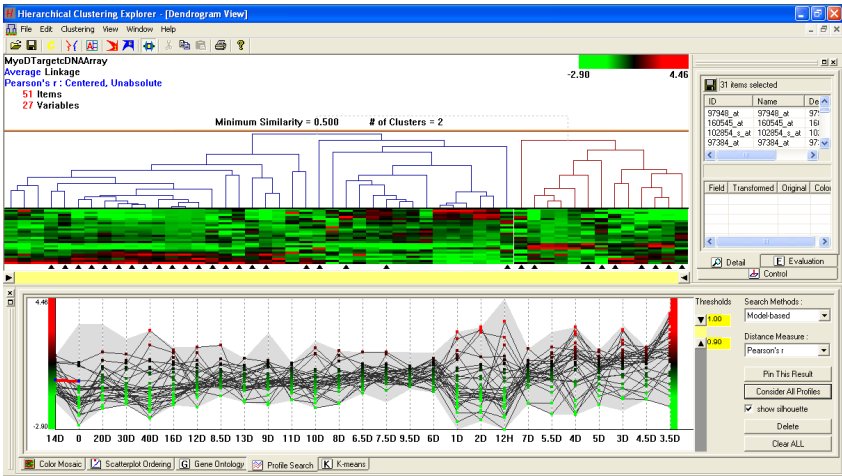 Hierarchical Clustering Explorer - [Dendrogram View]
File Edit Clustering View Window Help
MyoDTargetcDNAArray
Average Linkage
Pearson's r : Centered, Unabsolute
51 Items
27 Variables
-2.90 4.46
Minimum Similarity = 0.500 # of Clusters = 2
31 items selected
ID Name De
97948_at 97948_at 97
160545_at 160545_at 16
102854_s_at 102854_s_at 10
97384_at 97384_at 97
Field Transformed Original Color
Detail E Evaluation
Control
4.46
-2.90
14D 0 20D 30D 40D 16D 12D 8.5D 13D 9D 11D 10D 8D 6.5D 7.5D 9.5D 6D 1D 2D 12H 7D 5.5D 4D 5D 3D 4.5D 3.5D
Thresholds
1.00
0.90
Search Methods :
Model-based
Distance Measure :
Pearson's r
Pin This Result
Consider All Profiles
show silhouette
Delete
Clear ALL
Color Mosaic Scatterplot Ordering G Gene Ontology Profile Search K K-means